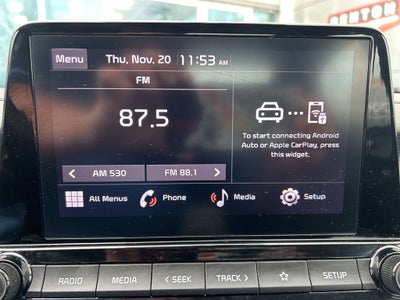 BENTON
Menu Thu, Nov. 20 11:53 AM
FM
87.5
To start connecting Android
Auto or Apple CarPlay, press
this widget.
< AM 530 FM 88.1 >
All Menus Phone Media Setup
RADIO MEDIA < SEEK TRACK > ☆ SETUP